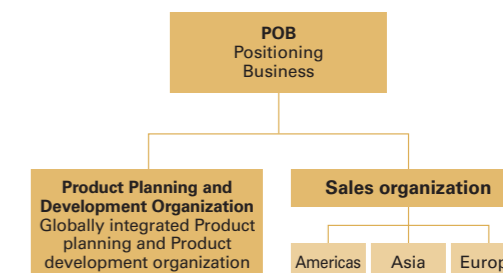 POB
Positioning
Business
Product Planning and
Development Organization
Globally integrated Product
planning and Product
development organization
Sales organization
Americas Asia Europ